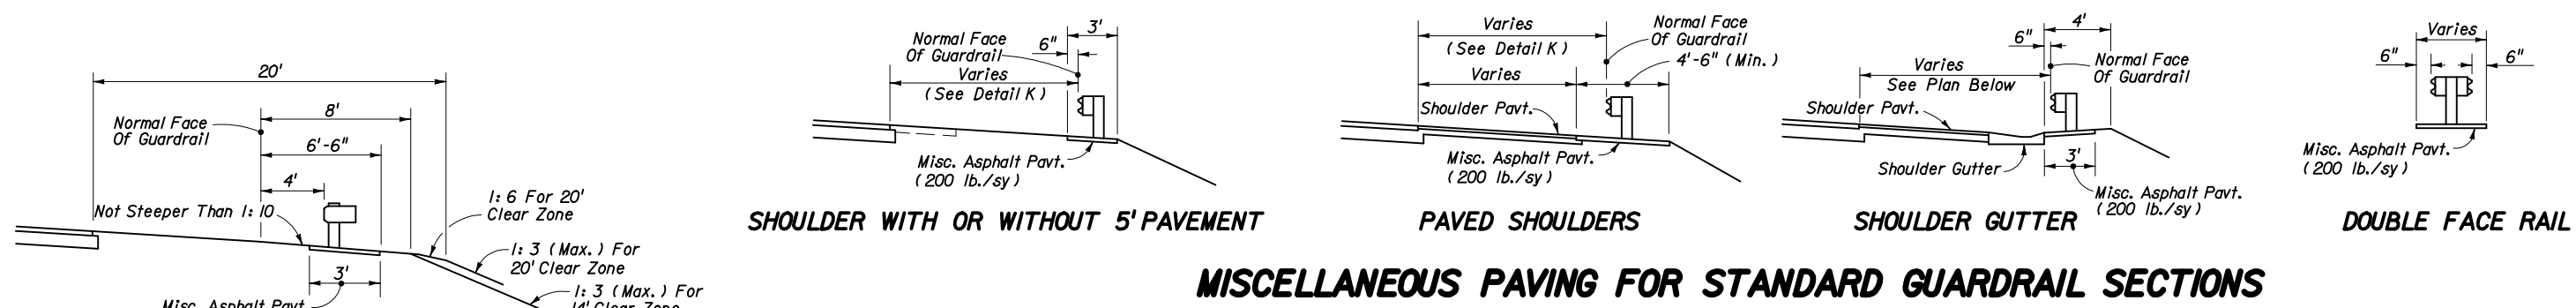 20'
8'
Normal Face
Of Guardrail
6'-6"
4'
Not Steeper Than 1:10
1:6 For 20'
Clear Zone
1:3 (Max.) For
20' Clear Zone
3'
1:3 (Max.) For
14' Clear Zone
Misc. Asphalt Pavt.
3'
Normal Face
Of Guardrail
6"
Varies
(See Detail K)
Misc. Asphalt Pavt.
(200 lb./sy)
SHOULDER WITH OR WITHOUT 5' PAVEMENT
Varies
(See Detail K)
Normal Face
Of Guardrail
4'-6" (Min.)
Varies
Shoulder Pavt.
Misc. Asphalt Pavt.
(200 lb./sy)
PAVED SHOULDERS
4'
6"
Normal Face
Of Guardrail
Varies
See Plan Below
Shoulder Pavt.
Shoulder Gutter
3'
Misc. Asphalt Pavt.
(200 lb./sy)
SHOULDER GUTTER
Varies
6"
6"
Misc. Asphalt Pavt.
(200 lb./sy)
DOUBLE FACE RAIL
MISCELLANEOUS PAVING FOR STANDARD GUARDRAIL SECTIONS